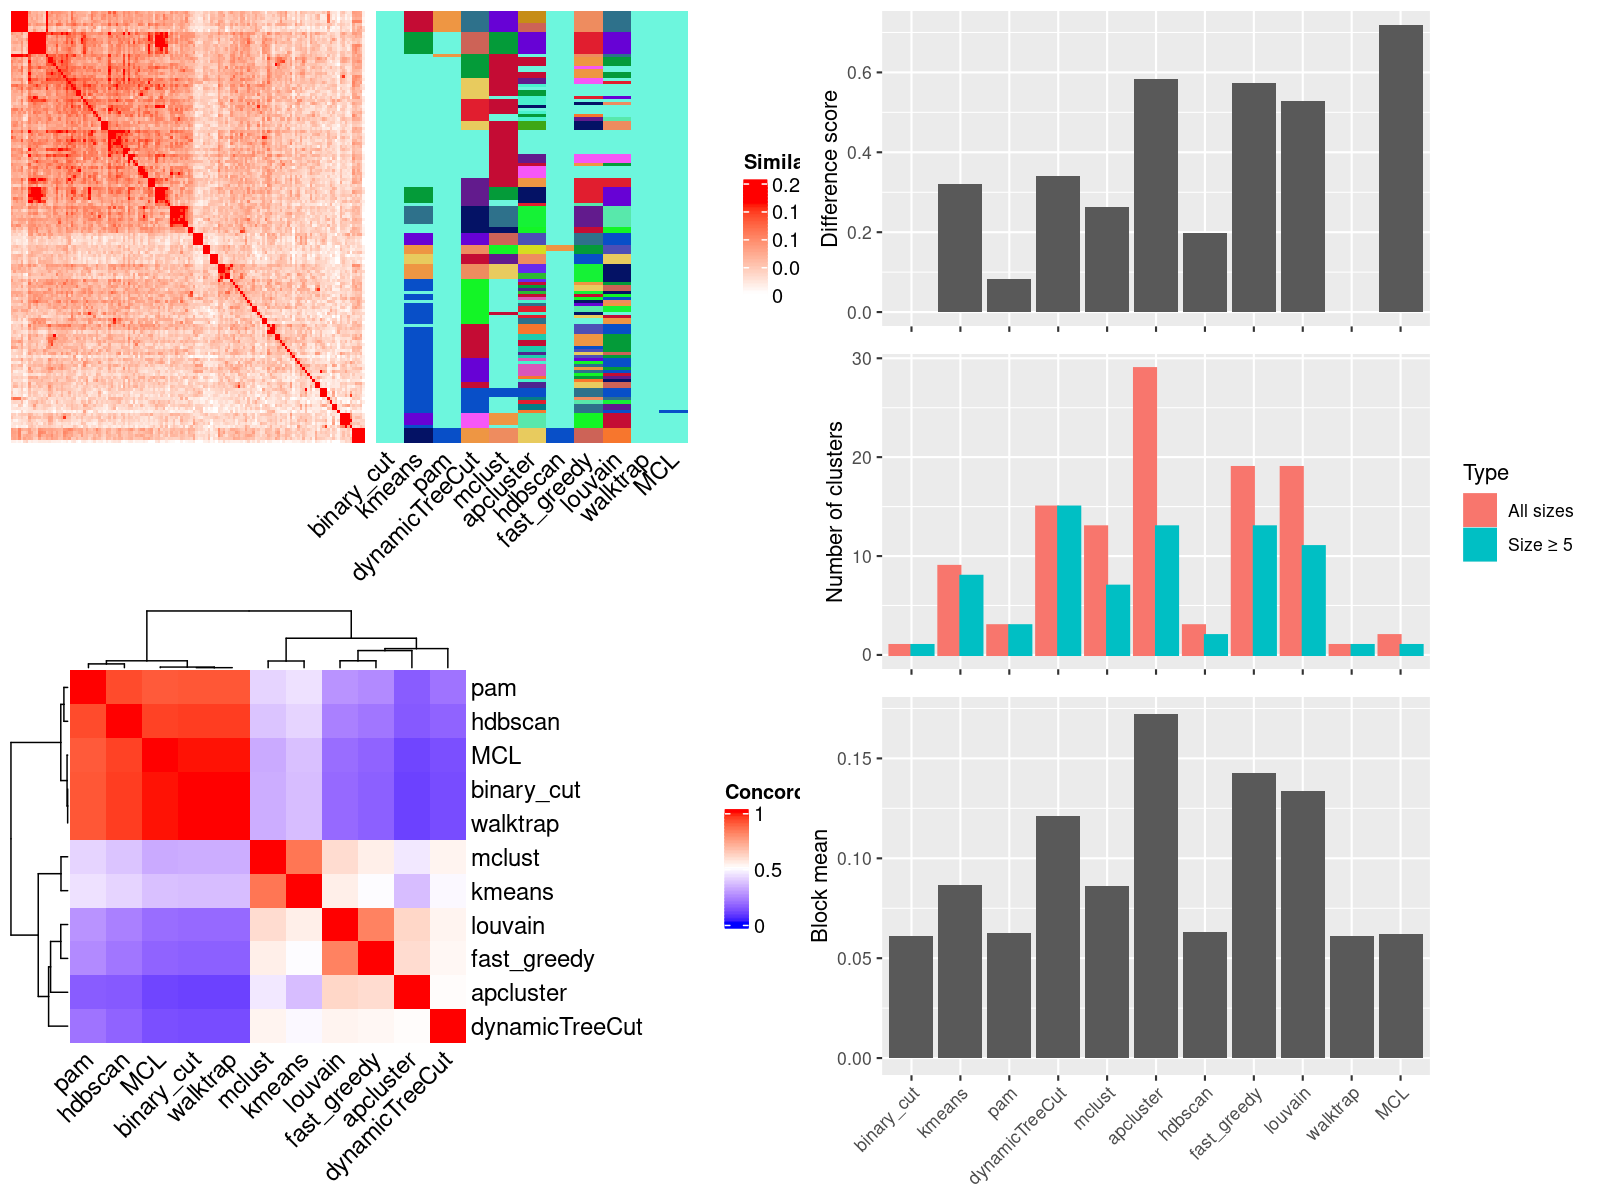 Simila
0.2
0.1
0.1
0.0
0
binary_cut
kmeans
pam
dynamicTreeCut
mclust
apcluster
hdbscan
fast_greedy
louvain
walktrap
MCL
pam
hdbscan
MCL
binary_cut
walktrap
mclust
kmeans
louvain
fast_greedy
apcluster
dynamicTreeCut
pam
hdbscan
MCL
binary_cut
walktrap
mclust
kmeans
louvain
fast_greedy
apcluster
dynamicTreeCut
Concord
1
0.5
0
Difference score
0.6
0.4
0.2
0.0
Number of clusters
30
20
10
0
Type
All sizes
Size ≥ 5
Block mean
0.15
0.10
0.05
0.00
binary_cut
kmeans
pam
dynamicTreeCut
mclust
apcluster
hdbscan
fast_greedy
louvain
walktrap
MCL